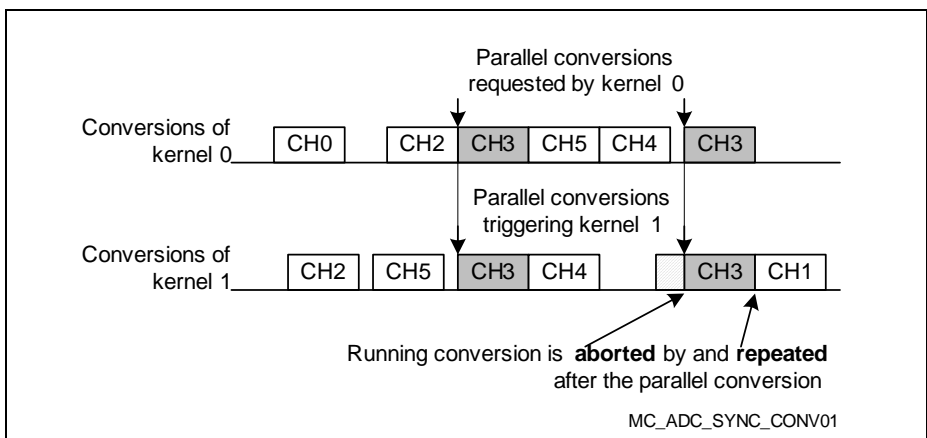 Parallel conversions
requested by kernel 0
Conversions of
kernel 0
CH0 CH2 CH3 CH5 CH4 CH3
Parallel conversions
triggering kernel 1
Conversions of
kernel 1
CH2 CH5 CH3 CH4 CH3 CH1
Running conversion is aborted by and repeated
after the parallel conversion
MC_ADC_SYNC_CONV01